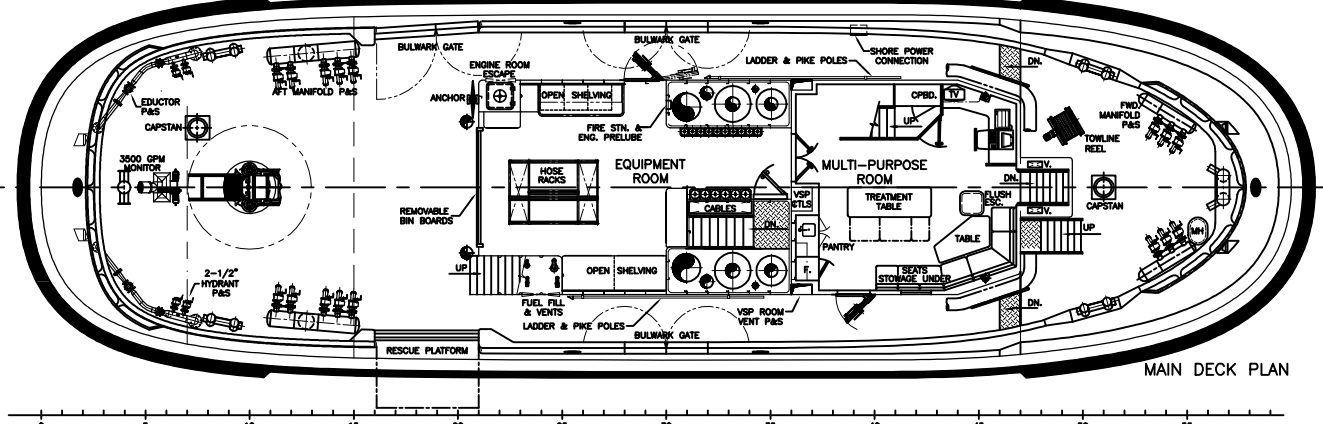 BULWARK GATE
BULWARK GATE
SHORE POWER
CONNECTION
LADDER & PIKE POLES
ENGINE ROOM
ESCAPE
DN.
AFT MANIFOLD P&S
ANCHOR
OPEN SHELVING
CPBD.
TV
EDUCTOR
P&S
CAPSTAN
FIRE STN. &
ENG. PRELUBE
UP
FWD.
MANIFOLD
P&S
TOWLINE
REEL
3500 GPM
MONITOR
HOSE
RACKS
EQUIPMENT
ROOM
MULTI-PURPOSE
ROOM
V.
DN.
REMOVABLE
BIN BOARDS
CABLES
VSP
CTLS
TREATMENT
TABLE
FLUSH
ESC.
CAPSTAN
V.
DN.
PANTRY
TABLE
UP
MH
2-1/2"
HYDRANT
P&S
UP
OPEN SHELVING
F.
SEATS
STOWAGE UNDER
FUEL FILL
& VENTS
VSP ROOM
VENT P&S
DN.
LADDER & PIKE POLES
BULWARK GATE
RESCUE PLATFORM
MAIN DECK PLAN